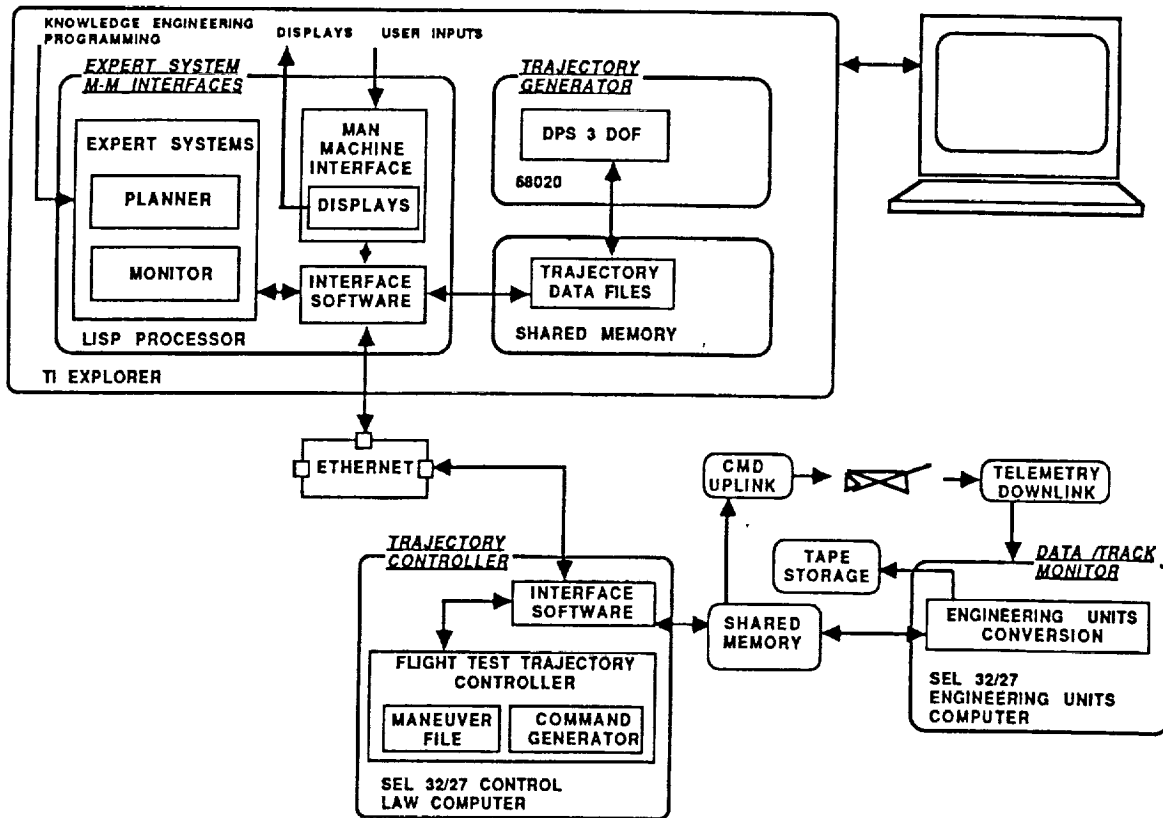 KNOWLEDGE ENGINEERING
PROGRAMMING
DISPLAYS
USER INPUTS
EXPERT SYSTEM
M-M INTERFACES
EXPERT SYSTEMS
PLANNER
MONITOR
MAN
MACHINE
INTERFACE
DISPLAYS
INTERFACE
SOFTWARE
LISP PROCESSOR
TI EXPLORER
TRAJECTORY
GENERATOR
DPS 3 DOF
68020
TRAJECTORY
DATA FILES
SHARED MEMORY
ETHERNET
CMD
UPLINK
TELEMETRY
DOWNLINK
TRAJECTORY
CONTROLLER
INTERFACE
SOFTWARE
FLIGHT TEST TRAJECTORY
CONTROLLER
MANEUVER
FILE
COMMAND
GENERATOR
SEL 32/27 CONTROL
LAW COMPUTER
TAPE
STORAGE
SHARED
MEMORY
DATA /TRACK
MONITOR
ENGINEERING UNITS
CONVERSION
SEL 32/27
ENGINEERING UNITS
COMPUTER